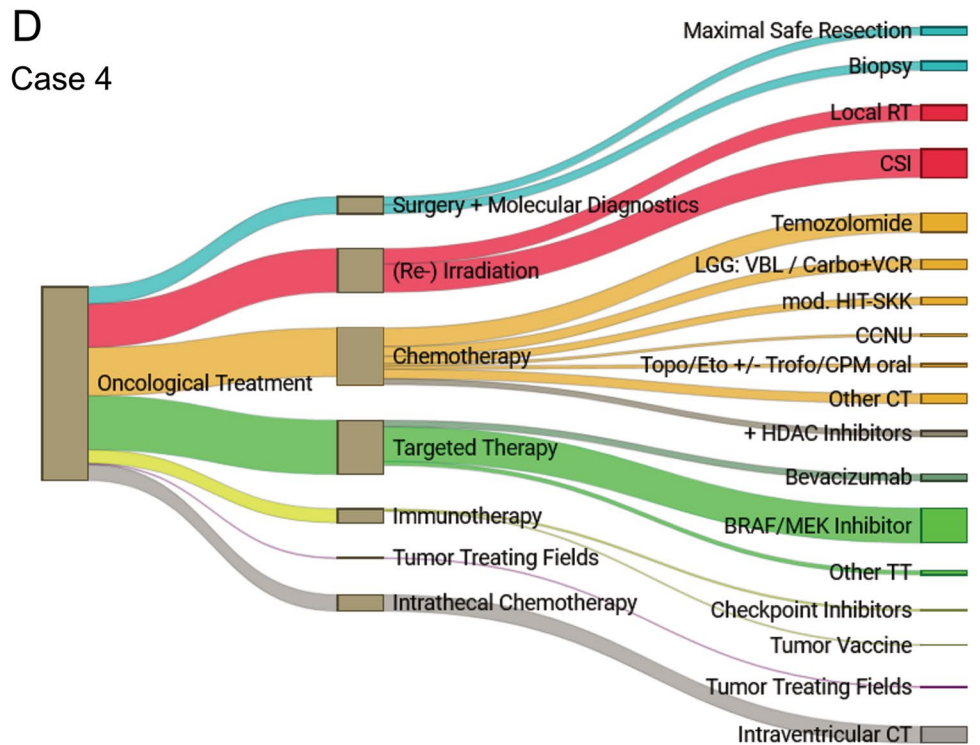 D
Case 4
Oncological Treatment
Surgery + Molecular Diagnostics
(Re-) Irradiation
Chemotherapy
Targeted Therapy
Immunotherapy
Tumor Treating Fields
Intrathecal Chemotherapy
Maximal Safe Resection
Biopsy
Local RT
CSI
Temozolomide
LGG: VBL / Carbo+VCR
mod. HIT-SKK
CCNU
Topo/Eto +/- Trofo/CPM oral
Other CT
+ HDAC Inhibitors
Bevacizumab
BRAF/MEK Inhibitor
Other TT
Checkpoint Inhibitors
Tumor Vaccine
Tumor Treating Fields
Intraventricular CT